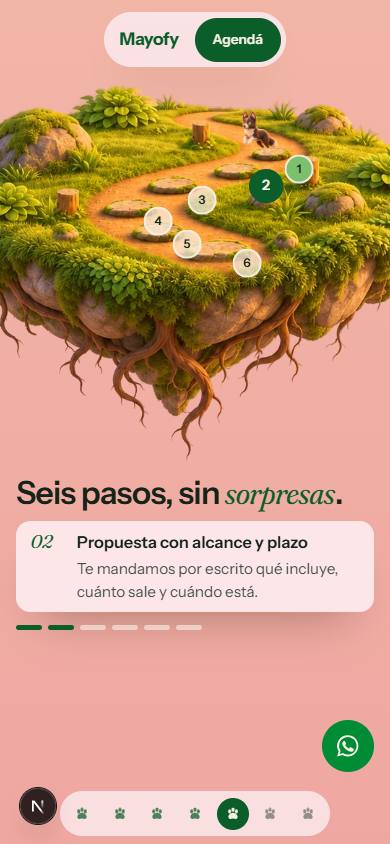 Mayofy
Agendá
1
2
3
4
5
6
Seis pasos, sin sorpresas.
02
Propuesta con alcance y plazo
Te mandamos por escrito qué incluye,
cuánto sale y cuándo está.
N